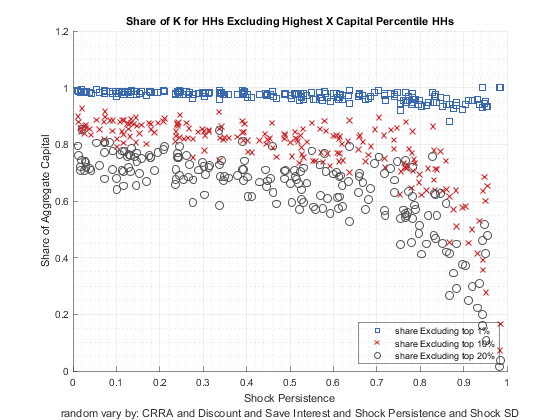 Share of K for HHs Excluding Highest X Capital Percentile HHs
1.2
1
0.8
0.6
0.4
0.2
0
Share of Aggregate Capital
share Excluding top 1%
share Excluding top 10%
share Excluding top 20%
0 0.1 0.2 0.3 0.4 0.5 0.6 0.7 0.8 0.9 1
Shock Persistence
random vary by: CRRA and Discount and Save Interest and Shock Persistence and Shock SD